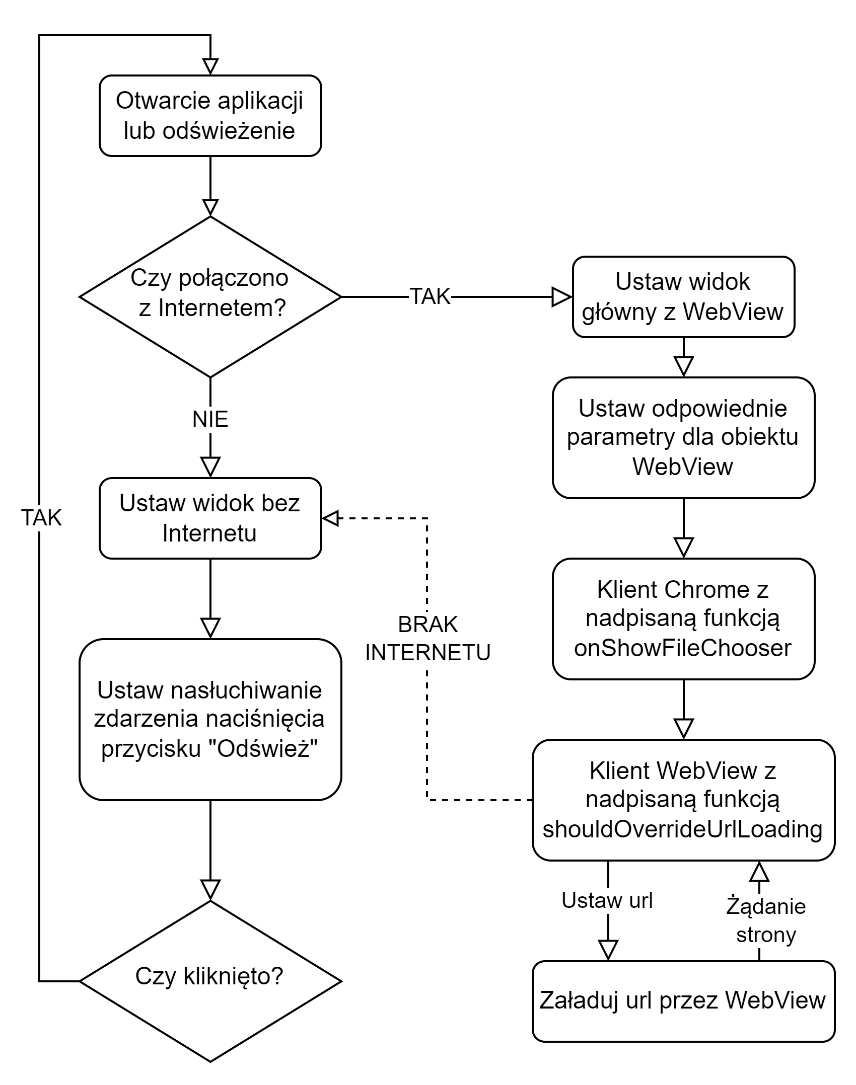 Otwarcie aplikacji
lub odświeżenie
Czy połączono
z Internetem?
TAK
Ustaw widok
główny z WebView
Ustaw odpowiednie
parametry dla obiektu
WebView
NIE
Ustaw widok bez
Internetu
TAK
Klient Chrome z
nadpisaną funkcją
onShowFileChooser
BRAK
INTERNETU
Ustaw nasłuchiwanie
zdarzenia naciśnięcia
przycisku "Odśwież"
Klient WebView z
nadpisaną funkcją
shouldOverrideUrlLoading
Ustaw url
Żądanie
strony
Czy kliknięto?
Załaduj url przez WebView